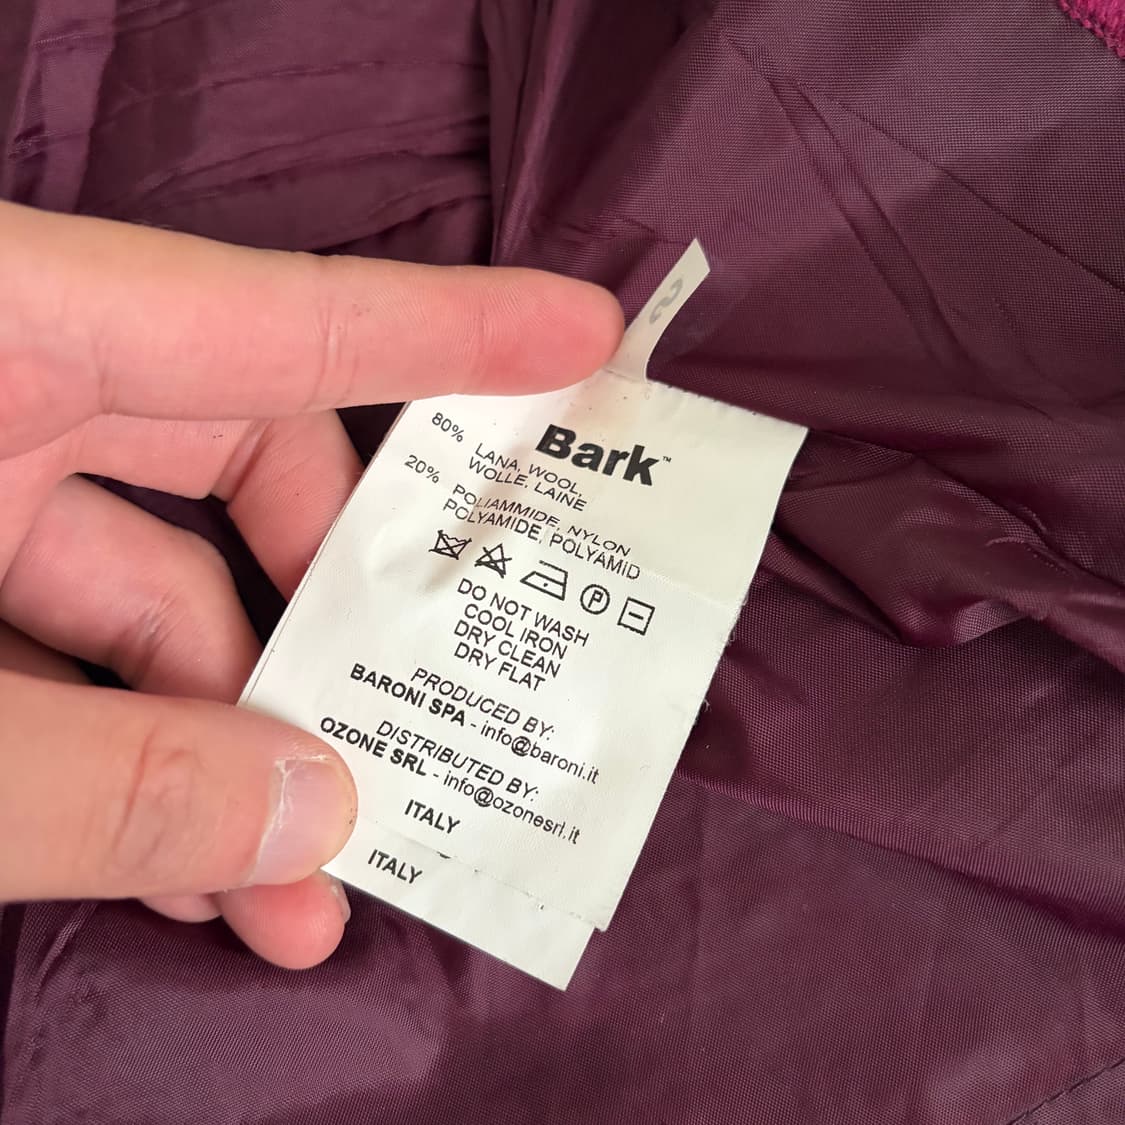 S
Bark™
80% LANA, WOOL,
WOLLE, LAINE
20% POLIAMMIDE, NYLON
POLYAMIDE, POLYAMID
P
DO NOT WASH
COOL IRON
DRY CLEAN
DRY FLAT
PRODUCED BY:
BARONI SPA - info@baroni.it
DISTRIBUTED BY:
OZONE SRL - info@ozonesrl.it
ITALY
ITALY